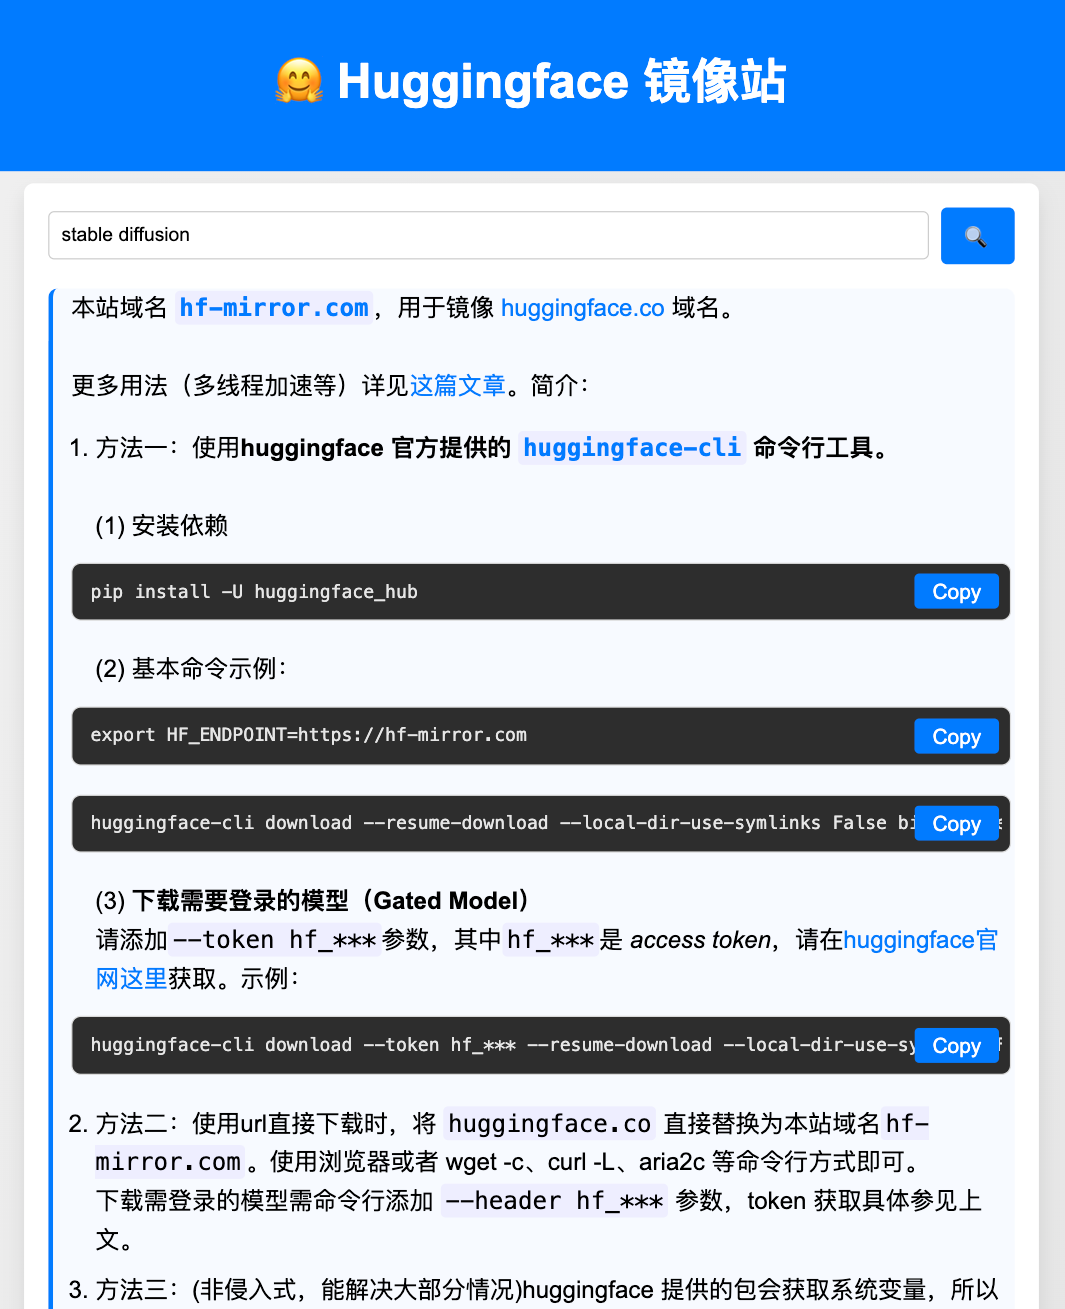 🤗 Huggingface 镜像站
stable diffusion
本站域名 hf-mirror.com，用于镜像 huggingface.co 域名。
更多用法（多线程加速等）详见这篇文章。简介：
1. 方法一：使用huggingface 官方提供的 huggingface-cli 命令行工具。
(1) 安装依赖
pip install -U huggingface_hub
Copy
(2) 基本命令示例：
export HF_ENDPOINT=https://hf-mirror.com
Copy
huggingface-cli download --resume-download --local-dir-use-symlinks False bi
Copy
(3) 下载需要登录的模型（Gated Model）
请添加--token hf_***参数，其中hf_***是 access token，请在huggingface官
网这里获取。示例：
huggingface-cli download --token hf_*** --resume-download --local-dir-use-sy
Copy
2. 方法二：使用url直接下载时，将 huggingface.co 直接替换为本站域名hf-
mirror.com。使用浏览器或者 wget -c、curl -L、aria2c 等命令行方式即可。
下载需登录的模型需命令行添加 --header hf_*** 参数，token 获取具体参见上
文。
3. 方法三：(非侵入式，能解决大部分情况)huggingface 提供的包会获取系统变量，所以